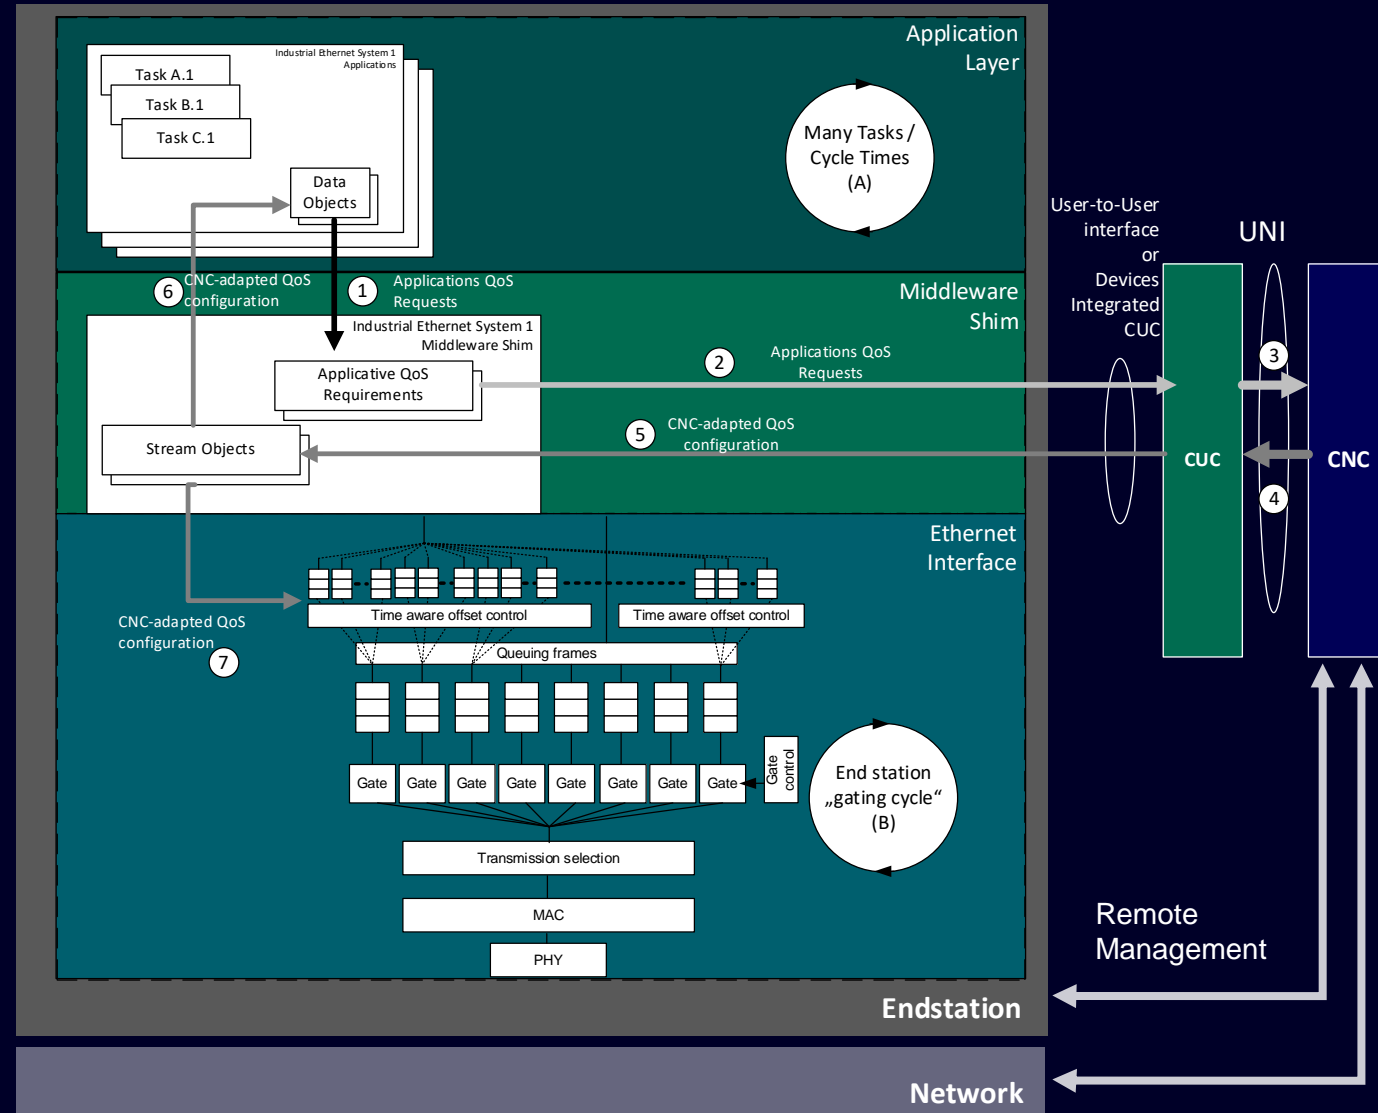 Application
Layer
Industrial Ethernet System 1
Applications
Task A.1
Task B.1
Task C.1
Data
Objects
Many Tasks /
Cycle Times
(A)
User-to-User
interface
or
Devices
Integrated
CUC
UNI
6
CNC-adapted QoS
configuration
1
Applications QoS
Requests
Middleware
Shim
Industrial Ethernet System 1
Middleware Shim
Applicative QoS
Requirements
2
Applications QoS
Requests
3
Stream Objects
5
CNC-adapted QoS
configuration
CUC
CNC
4
Ethernet
Interface
Time aware offset control
Time aware offset control
CNC-adapted QoS
configuration
7
Queuing frames
Gate
Gate
Gate
Gate
Gate
Gate
Gate
Gate
Gate
control
End station
„gating cycle“
(B)
Transmission selection
MAC
PHY
Remote
Management
Endstation
Network